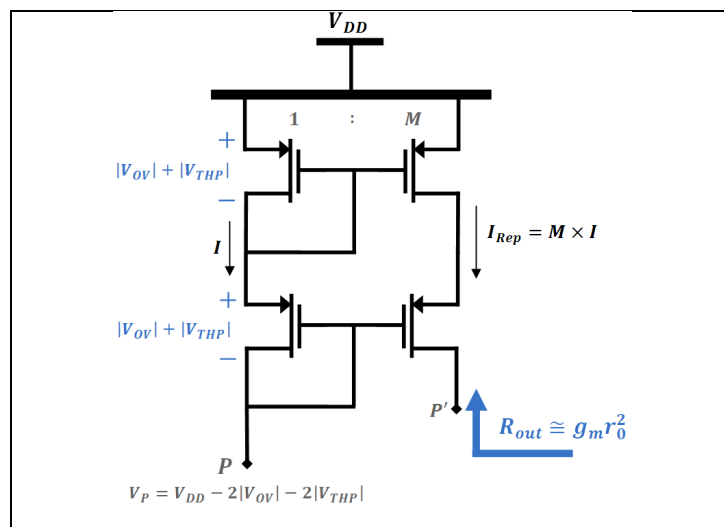 V_DD
1 : M
+
|V_OV| + |V_THP|
−
I
I_Rep = M × I
+
|V_OV| + |V_THP|
−
P'
R_out ≅ g_m r_0^2
P
V_P = V_DD − 2|V_OV| − 2|V_THP|